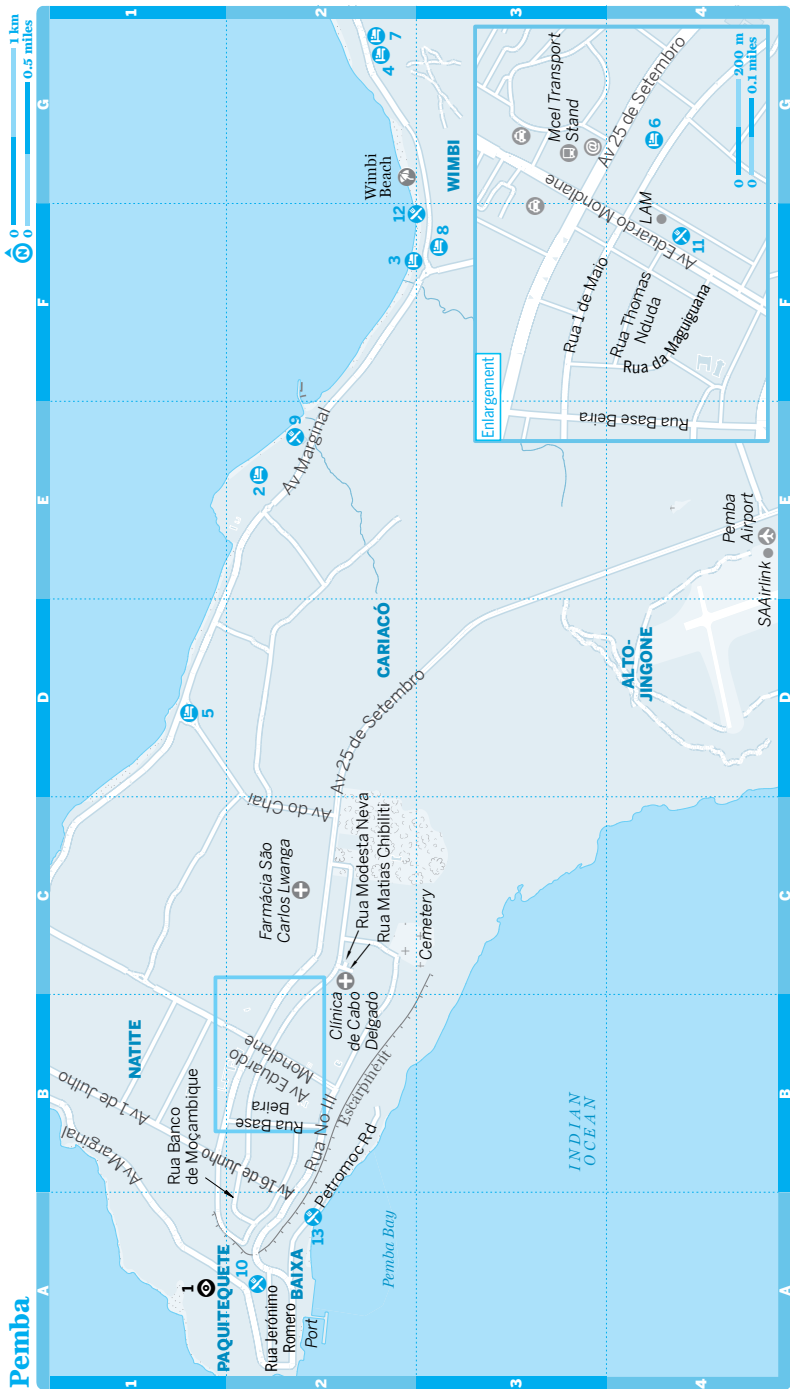 Pemba
N
0 1 km
0 0.5 miles
A
B
C
D
E
F
G
1
2
3
4
1
2
3
4
A
B
C
D
E
F
G
1
PAQUITEQUETE
10
Rua Jerónimo
Romero
BAIXA
Port
13
Petromoc Rd
Pemba Bay
Av Marginal
Av 1 de Julho
NATITE
Rua Banco
de Moçambique
Av 16 de Junho
Rua Base
Beira
Av Eduardo
Mondlane
Rua No III
Escarpment
INDIAN
OCEAN
Clínica
de Cabo
Delgado
Farmácia São
Carlos Lwanga
Rua Modesta Neva
Rua Matias Chibiliti
Cemetery
Av do Chai
Av 25 de Setembro
5
CARIACÓ
ALTO-
JINGONE
2
9
Av Marginal
SAAirlink
Pemba
Airport
3
8
12
Wimbi
Beach
WIMBI
4
7
Enlargement
Rua Base Beira
Rua 1 de Maio
Rua Thomas
Nduda
Rua da Maguiguana
Av Eduardo Mondlane
LAM
11
Mcel Transport
Stand
@
Av 25 de Setembro
6
0 200 m
0 0.1 miles